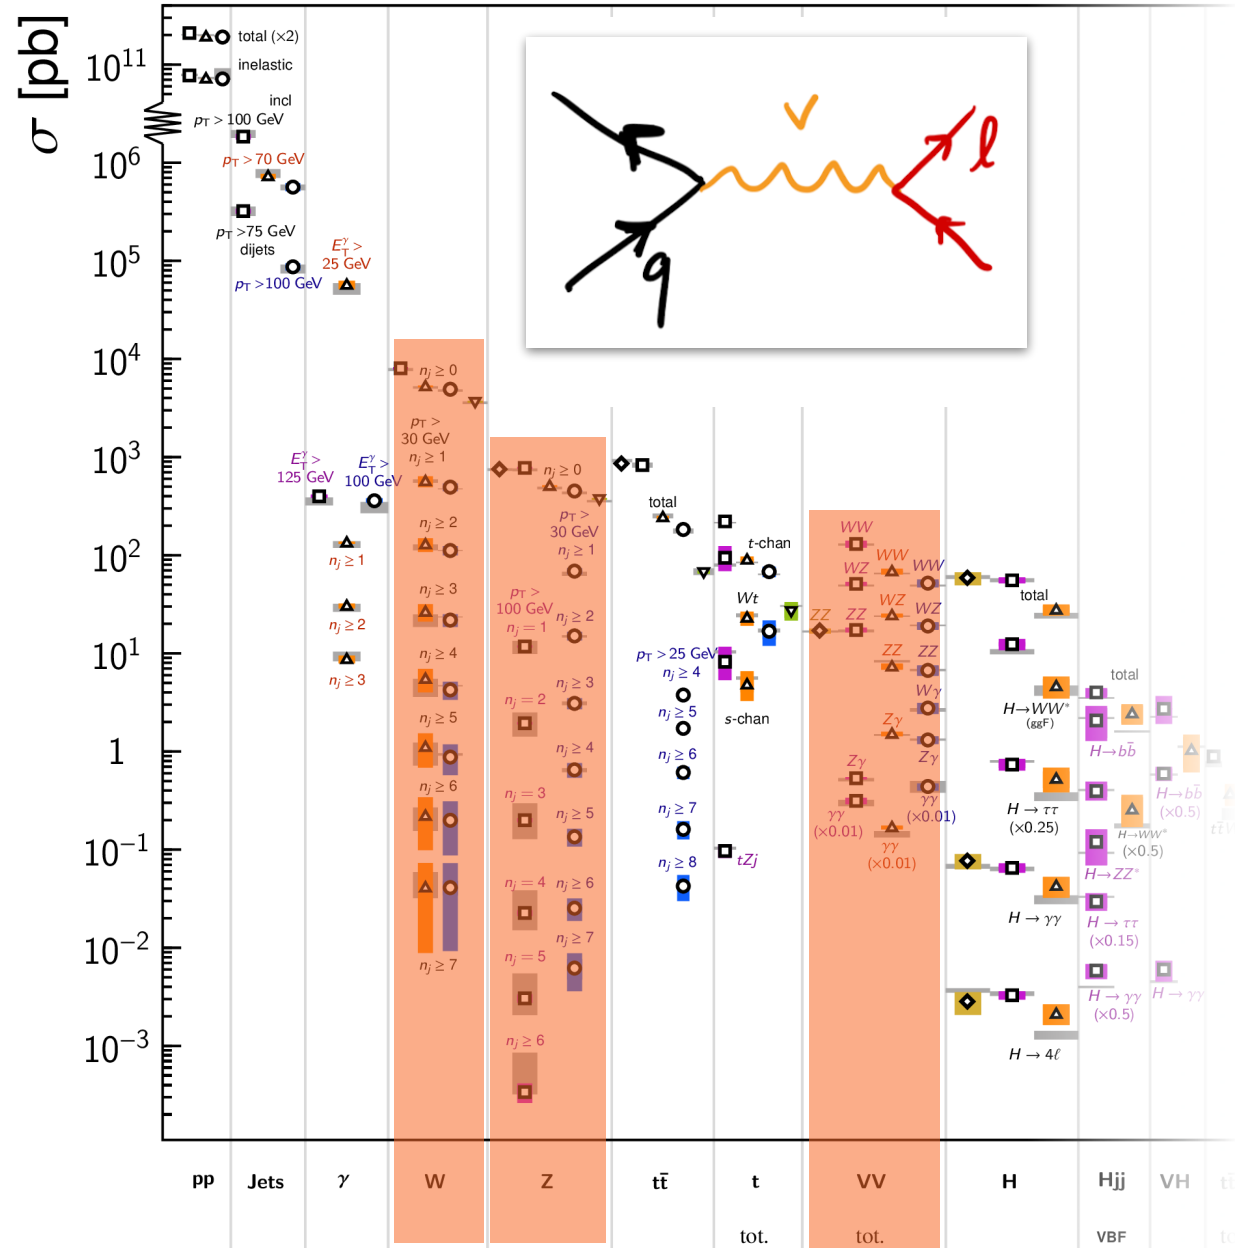 σ [pb]
10¹¹
10⁶
10⁵
10⁴
10³
10²
10¹
1
10⁻¹
10⁻²
10⁻³
total (×2)
inelastic
incl
pT > 100 GeV
pT > 70 GeV
pT >75 GeV
dijets
pT >100 GeV
ETγ >
25 GeV
ETγ >
125 GeV
ETγ >
100 GeV
nj ≥ 1
nj ≥ 2
nj ≥ 3
nj ≥ 0
pT >
30 GeV
nj ≥ 1
nj ≥ 2
nj ≥ 3
nj ≥ 4
nj ≥ 5
nj ≥ 6
nj ≥ 7
nj ≥ 0
pT >
30 GeV
nj ≥ 1
nj ≥ 2
nj ≥ 3
nj ≥ 4
nj ≥ 5
nj ≥ 6
nj ≥ 7
pT >
100 GeV
nj = 1
nj = 2
nj = 3
nj = 4
nj = 5
nj ≥ 6
total
pT >25 GeV
nj ≥ 4
nj ≥ 5
nj ≥ 6
nj ≥ 7
nj ≥ 8
t-chan
Wt
s-chan
tZj
V
q
l
WW
WZ
ZZ
ZZ
Zγ
γγ
(×0.01)
WW
WZ
ZZ
Zγ
γγ
(×0.01)
WW
WZ
ZZ
Wγ
Zγ
γγ
(×0.01)
total
H→WW*
(ggF)
H → ττ
(×0.25)
H → γγ
H → 4ℓ
total
H→bb̄
H→WW*
(×0.5)
H→ZZ*
H → ττ
(×0.15)
H → γγ
(×0.5)
H→bb̄
(×0.5)
H → γγ
pp Jets γ W Z tt̄ t VV H Hjj VH
tot. tot. VBF